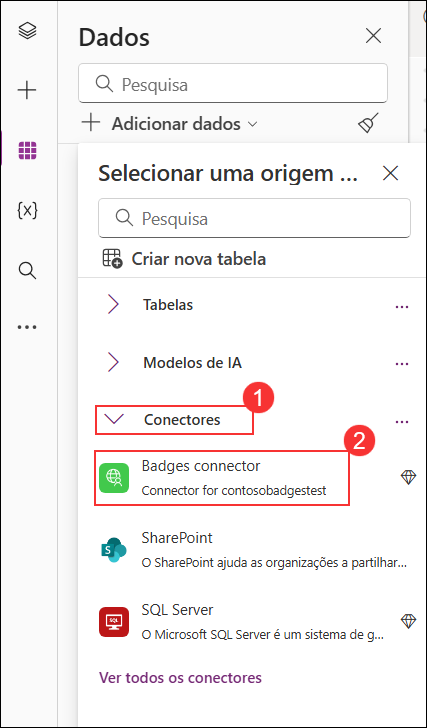 Dados
Pesquisa
Adicionar dados
Selecionar uma origem ...
Pesquisa
Criar nova tabela
Tabelas
Modelos de IA
1
Conectores
2
Badges connector
Connector for contosobadgestest
SharePoint
O SharePoint ajuda as organizações a partilhar...
SQL Server
O Microsoft SQL Server é um sistema de g...
Ver todos os conectores